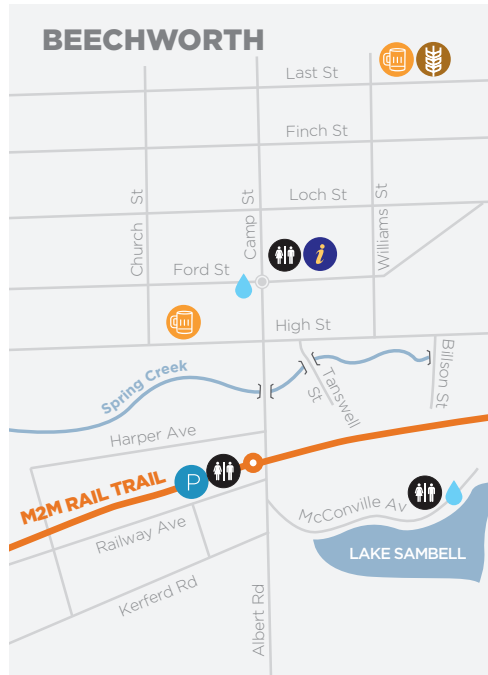 BEECHWORTH
Last St
Finch St
Church St
Camp St
Loch St
Williams St
Ford St
i
High St
Spring Creek
Tanswell St
Billson St
Harper Ave
M2M RAIL TRAIL
P
McConville Av
Railway Ave
LAKE SAMBELL
Kerferd Rd
Albert Rd